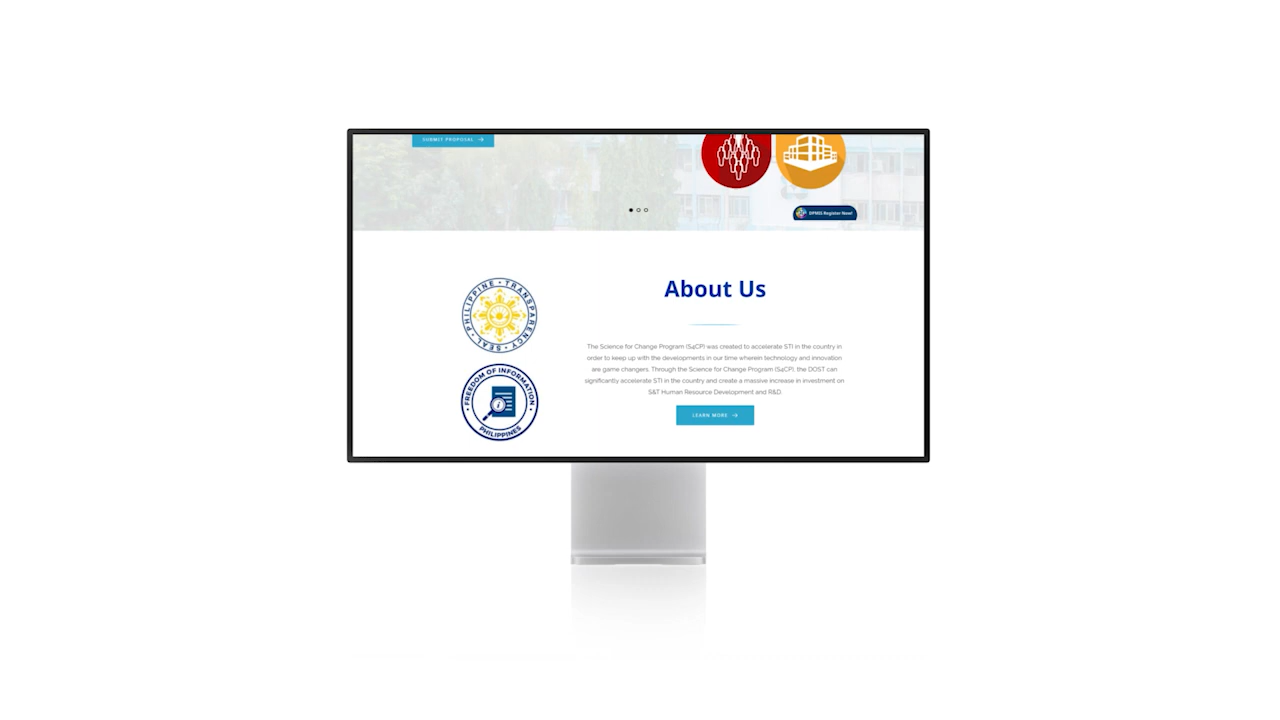 SUBMIT PROPOSAL
DPMIS Register Now!
About Us
PHILIPPINE • TRANSPARENCY SEAL •
The Science for Change Program (S4CP) was created to accelerate STI in the country in
order to keep up with the developments in our time wherein technology and innovation
are game changers. Through the Science for Change Program (S4CP), the DOST can
significantly accelerate STI in the country and create a massive increase in investment on
S&T Human Resource Development and R&D.
FREEDOM OF INFORMATION
i
PHILIPPINES
LEARN MORE